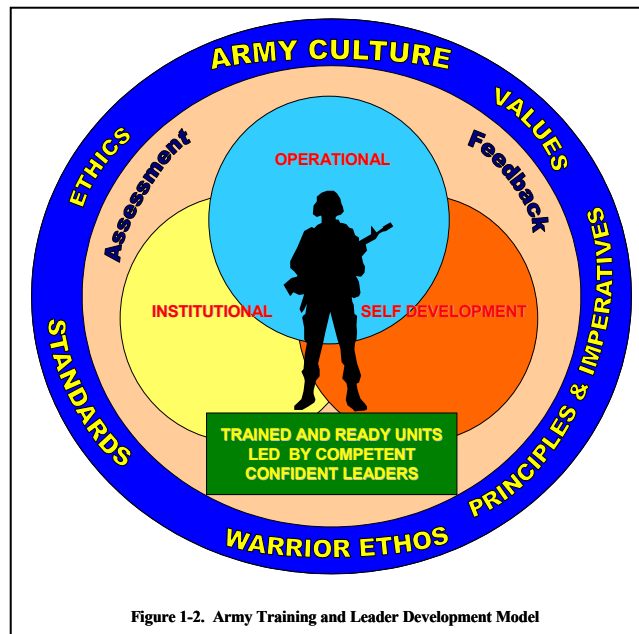 ARMY CULTURE
ETHICS
VALUES
Assessment
Feedback
OPERATIONAL
INSTITUTIONAL
SELF DEVELOPMENT
STANDARDS
PRINCIPLES & IMPERATIVES
TRAINED AND READY UNITS
LED BY COMPETENT
CONFIDENT LEADERS
WARRIOR ETHOS
Figure 1-2. Army Training and Leader Development Model